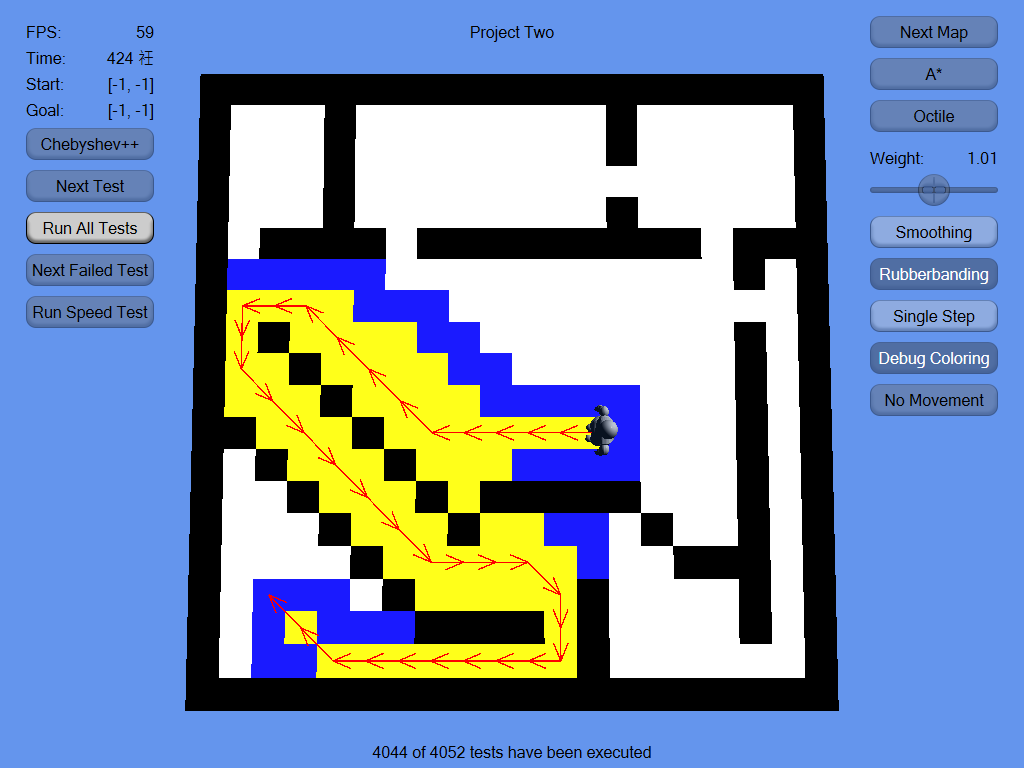 FPS: 59
Time: 424 㘹
Start: [-1, -1]
Goal: [-1, -1]
Chebyshev++
Next Test
Run All Tests
Next Failed Test
Run Speed Test
Project Two
Next Map
A*
Octile
Weight: 1.01
Smoothing
Rubberbanding
Single Step
Debug Coloring
No Movement
4044 of 4052 tests have been executed